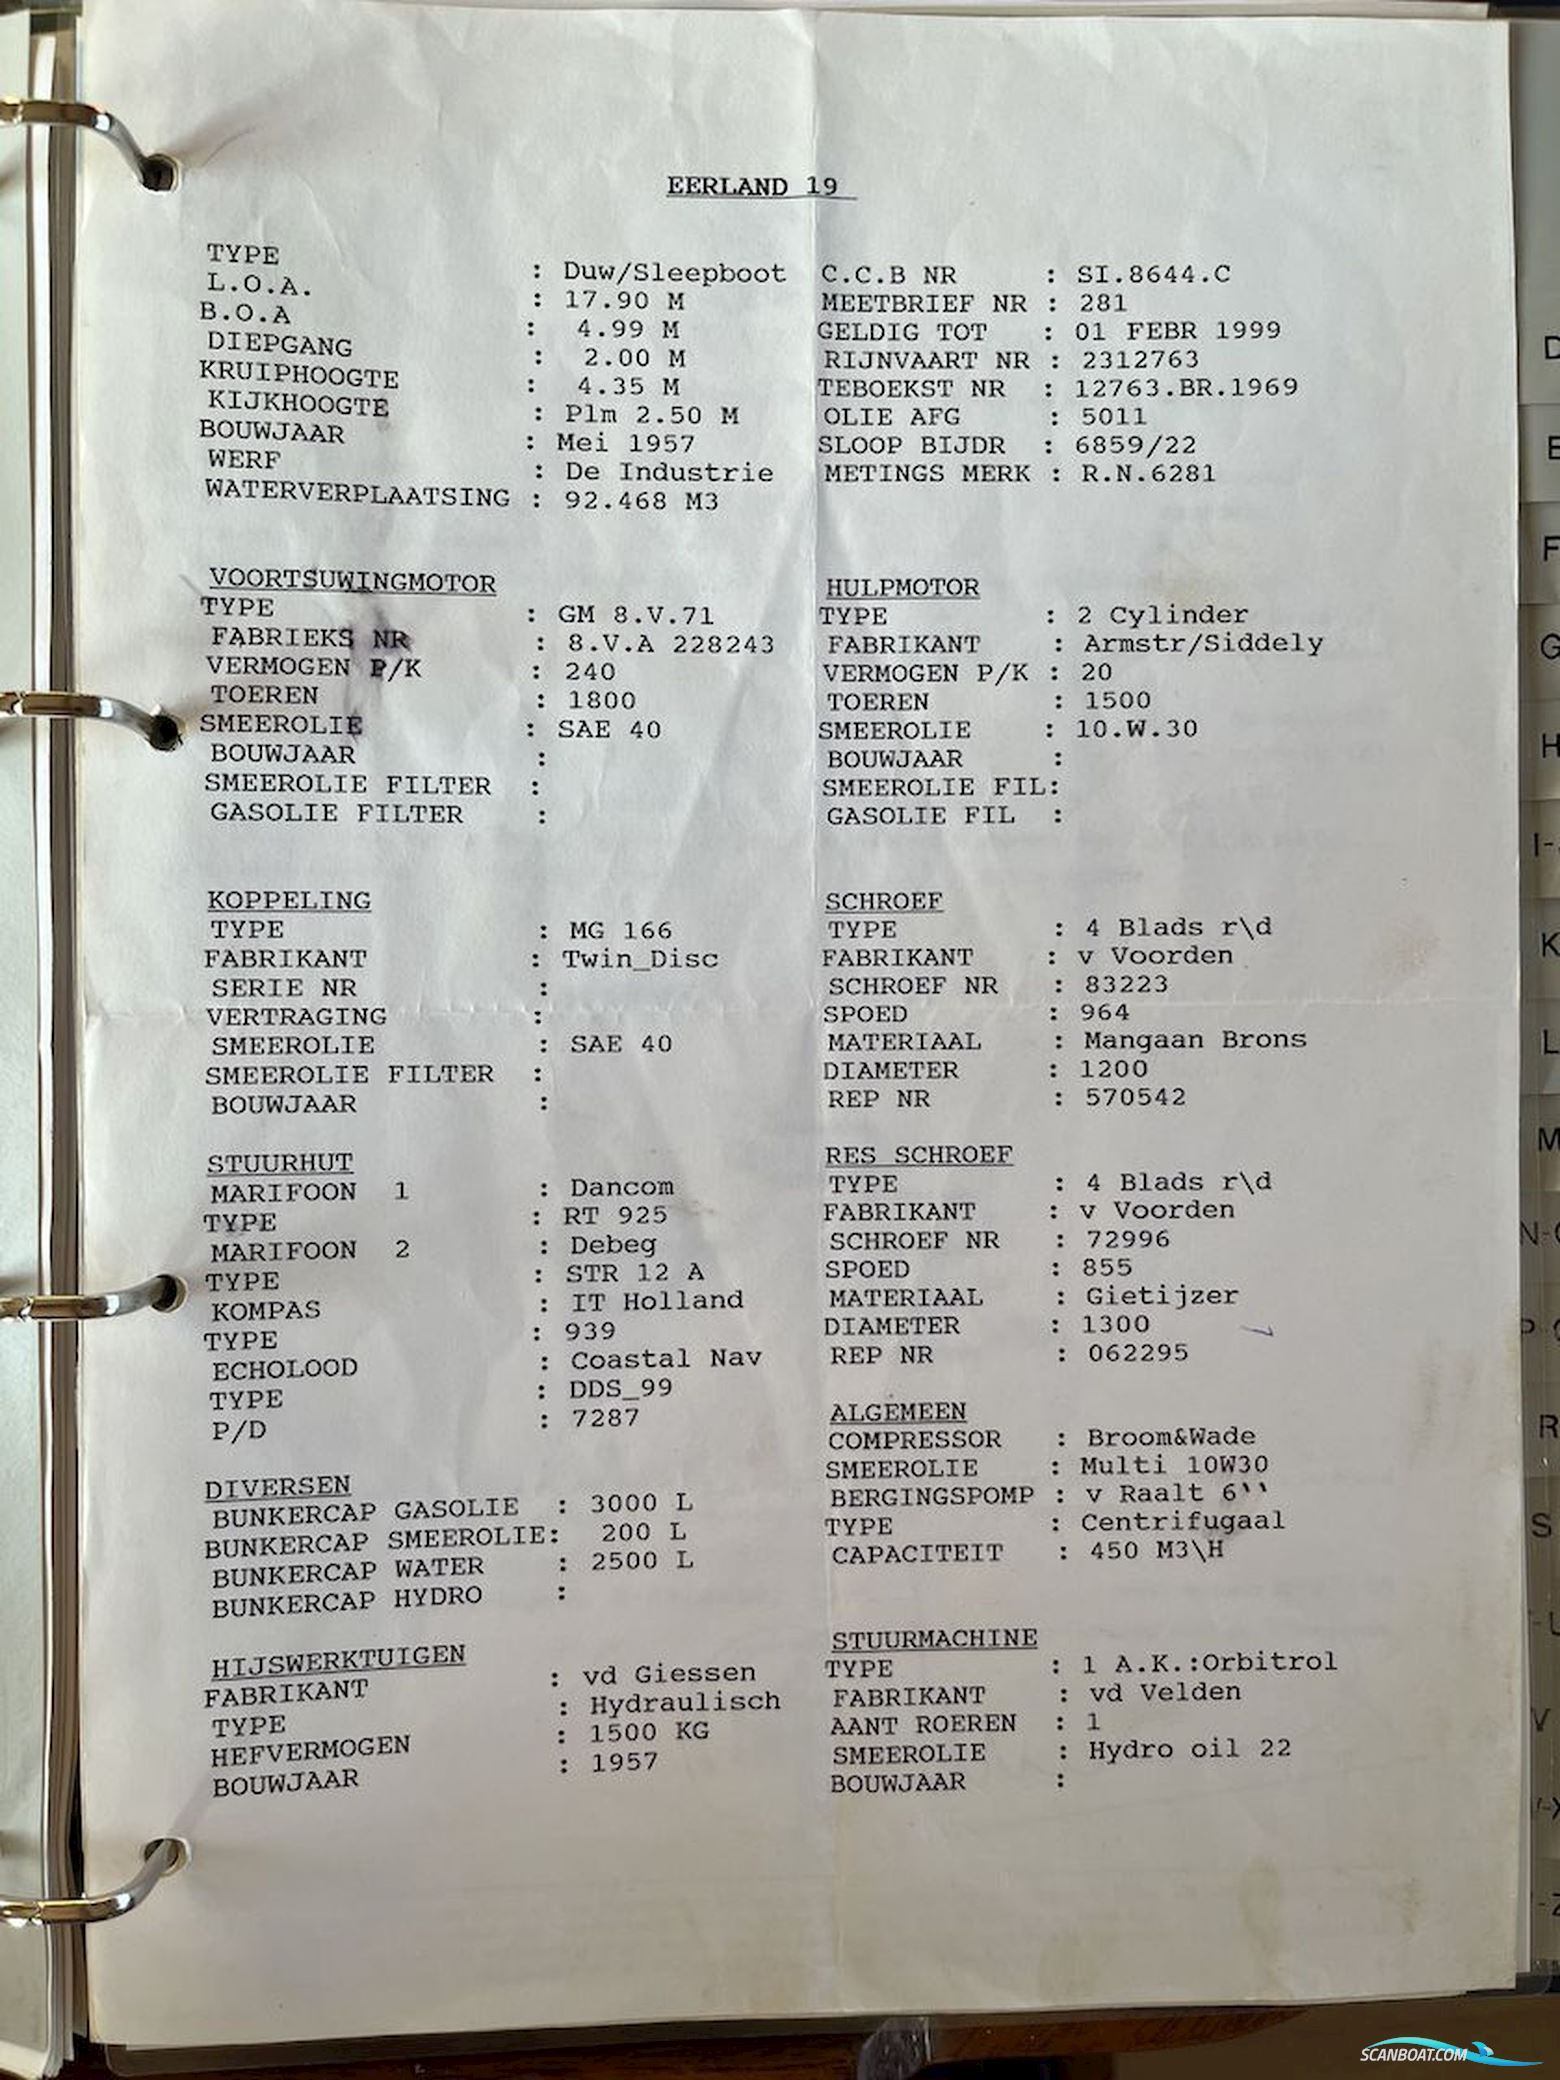 EERLAND 19
TYPE : Duw/Sleepboot
L.O.A. : 17.90 M
B.O.A : 4.99 M
DIEPGANG : 2.00 M
KRUIPHOOGTE : 4.35 M
KIJKHOOGTE : Plm 2.50 M
BOUWJAAR : Mei 1957
WERF : De Industrie
WATERVERPLAATSING : 92.468 M3
C.C.B NR : SI.8644.C
MEETBRIEF NR : 281
GELDIG TOT : 01 FEBR 1999
RIJNVAART NR : 2312763
TEBOEKST NR : 12763.BR.1969
OLIE AFG : 5011
SLOOP BIJDR : 6859/22
METINGS MERK : R.N.6281
VOORTSUWINGMOTOR
TYPE : GM 8.V.71
FABRIEKS NR : 8.V.A 228243
VERMOGEN P/K : 240
TOEREN : 1800
SMEEROLIE : SAE 40
BOUWJAAR :
SMEEROLIE FILTER :
GASOLIE FILTER :
HULPMOTOR
TYPE : 2 Cylinder
FABRIKANT : Armstr/Siddely
VERMOGEN P/K : 20
TOEREN : 1500
SMEEROLIE : 10.W.30
BOUWJAAR :
SMEEROLIE FIL:
GASOLIE FIL :
KOPPELING
TYPE : MG 166
FABRIKANT : Twin_Disc
SERIE NR :
VERTRAGING :
SMEEROLIE : SAE 40
SMEEROLIE FILTER :
BOUWJAAR :
SCHROEF
TYPE : 4 Blads r\d
FABRIKANT : v Voorden
SCHROEF NR : 83223
SPOED : 964
MATERIAAL : Mangaan Brons
DIAMETER : 1200
REP NR : 570542
STUURHUT
MARIFOON 1 : Dancom
TYPE : RT 925
MARIFOON 2 : Debeg
TYPE : STR 12 A
KOMPAS : IT Holland
TYPE : 939
ECHOLOOD : Coastal Nav
TYPE : DDS_99
P/D : 7287
RES SCHROEF
TYPE : 4 Blads r\d
FABRIKANT : v Voorden
SCHROEF NR : 72996
SPOED : 855
MATERIAAL : Gietijzer
DIAMETER : 1300
REP NR : 062295
DIVERSEN
BUNKERCAP GASOLIE : 3000 L
BUNKERCAP SMEEROLIE: 200 L
BUNKERCAP WATER : 2500 L
BUNKERCAP HYDRO :
ALGEMEEN
COMPRESSOR : Broom&Wade
SMEEROLIE : Multi 10W30
BERGINGSPOMP : v Raalt 6‵‵
TYPE : Centrifugaal
CAPACITEIT : 450 M3\H
HIJSWERKTUIGEN
FABRIKANT : vd Giessen
TYPE : Hydraulisch
HEFVERMOGEN : 1500 KG
BOUWJAAR : 1957
STUURMACHINE
TYPE : 1 A.K.:Orbitrol
FABRIKANT : vd Velden
AANT ROEREN : 1
SMEEROLIE : Hydro oil 22
BOUWJAAR :
D
E
F
G
H
K
L
M
R
S
V
SCANBOAT.COM